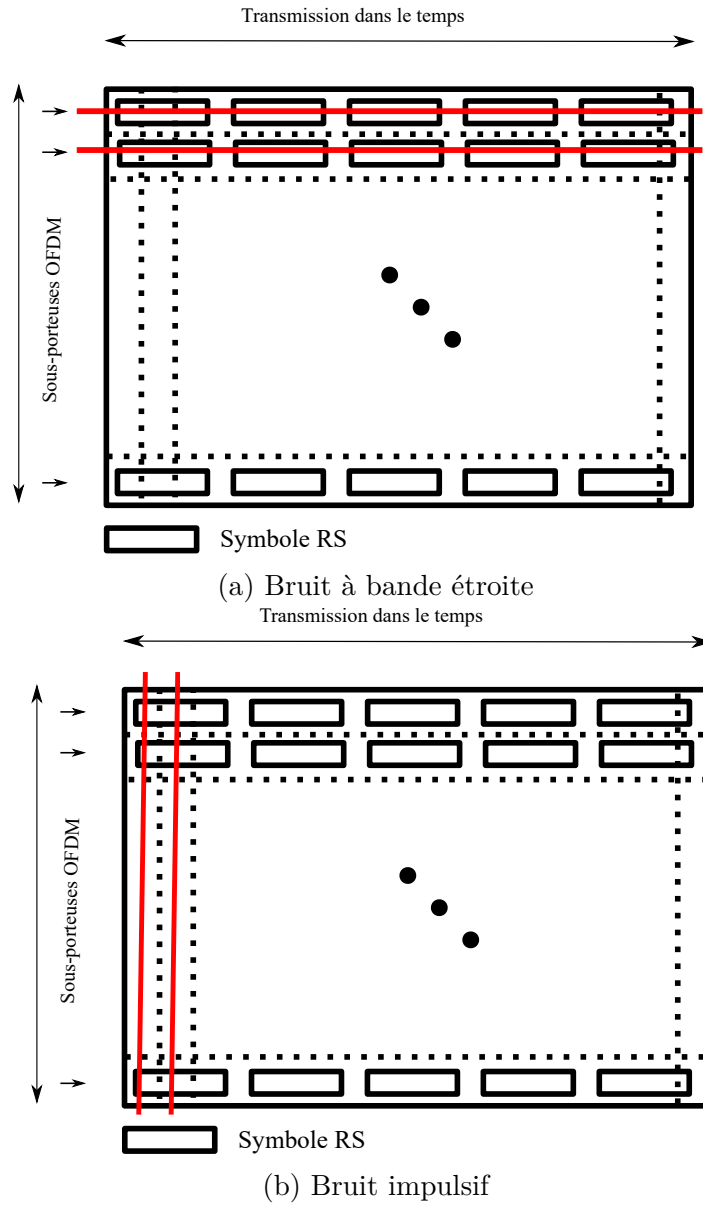 Transmission dans le temps
Sous-porteuses OFDM
Symbole RS
(a) Bruit à bande étroite
Transmission dans le temps
Sous-porteuses OFDM
Symbole RS
(b) Bruit impulsif